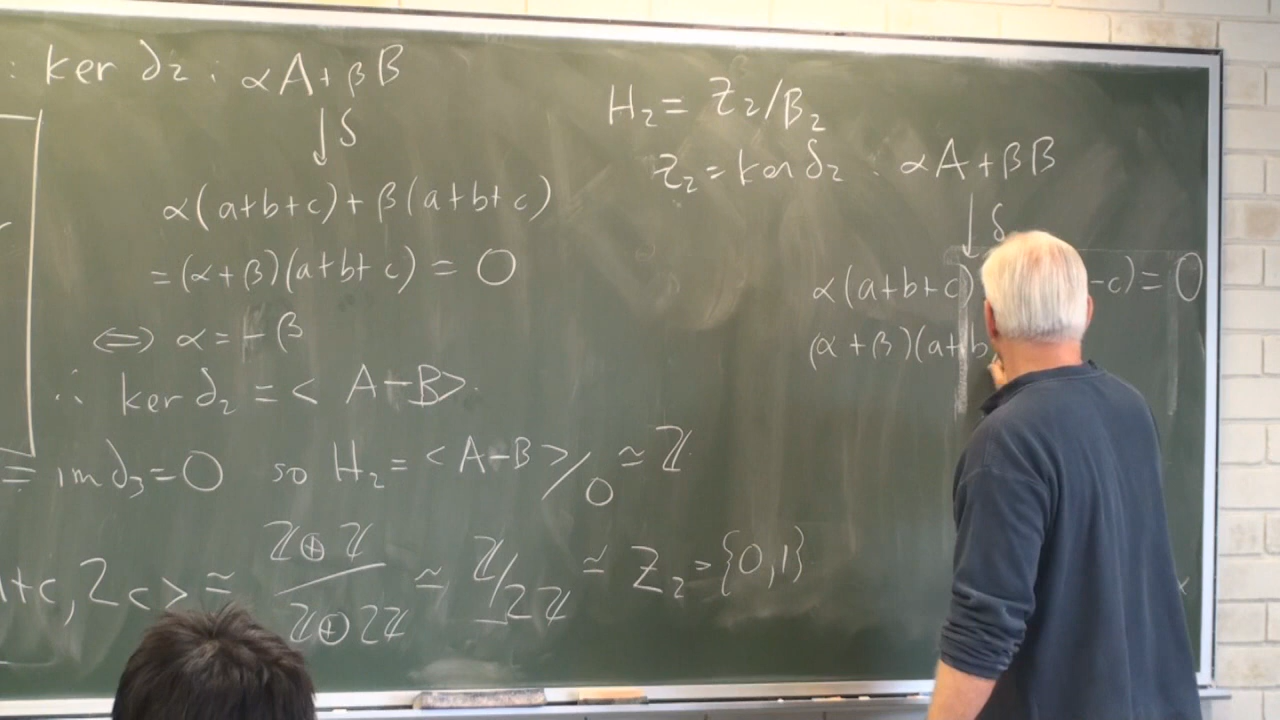 : ker ∂₂ : αA + βB
↓δ
α(a+b+c) + β(a+b+c)
= (α+β)(a+b+c) = 0
⟺ α = -β
∴ ker ∂₂ = < A-B >.
= im ∂₃ = 0 so H₂ = <A-B>/0 ≃ ℤ
+c, 2c> ≃ ℤ⊕ℤ / ℤ⊕2ℤ ≃ ℤ/2ℤ ≃ Z₂ = {0,1}
H₂ = Z₂/B₂
Z₂ = ker ∂₂ : αA + βB
↓δ
α(a+b+c) -c) = 0
(α+β)(a+b